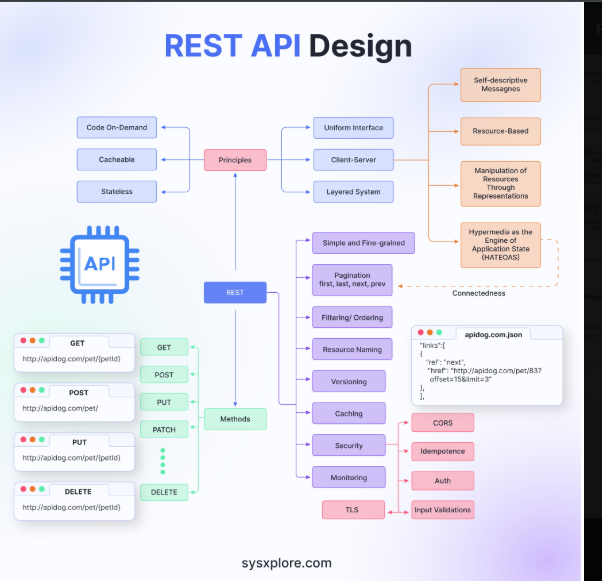 REST API Design
Code On-Demand
Cacheable
Stateless
Principles
Uniform Interface
Client-Server
Layered System
Self-descriptive
Messagnes
Resource-Based
Manipulation of
Resources
Through
Representations
Hypermedia as the
Engine of
Application State
(HATEOAS)
Connectedness
API
REST
Simple and Fine-grained
Pagination
first, last, next, prev
Filtering/ Ordering
Resource Naming
Versioning
Caching
Security
Monitoring
apidog.com.json
"links":[
{
"rel": "next",
"href": "http://apidog.com/pet/83?
offset=15&limit=3"
},
],
GET
http://apidog.com/pet/{petId}
POST
http://apidog.com/pet/
PUT
http://apidog.com/pet/{petId}
DELETE
http://apidog.com/pet/{petId}
GET
POST
PUT
PATCH
DELETE
Methods
CORS
Idempotence
Auth
Input Validations
TLS
sysxplore.com